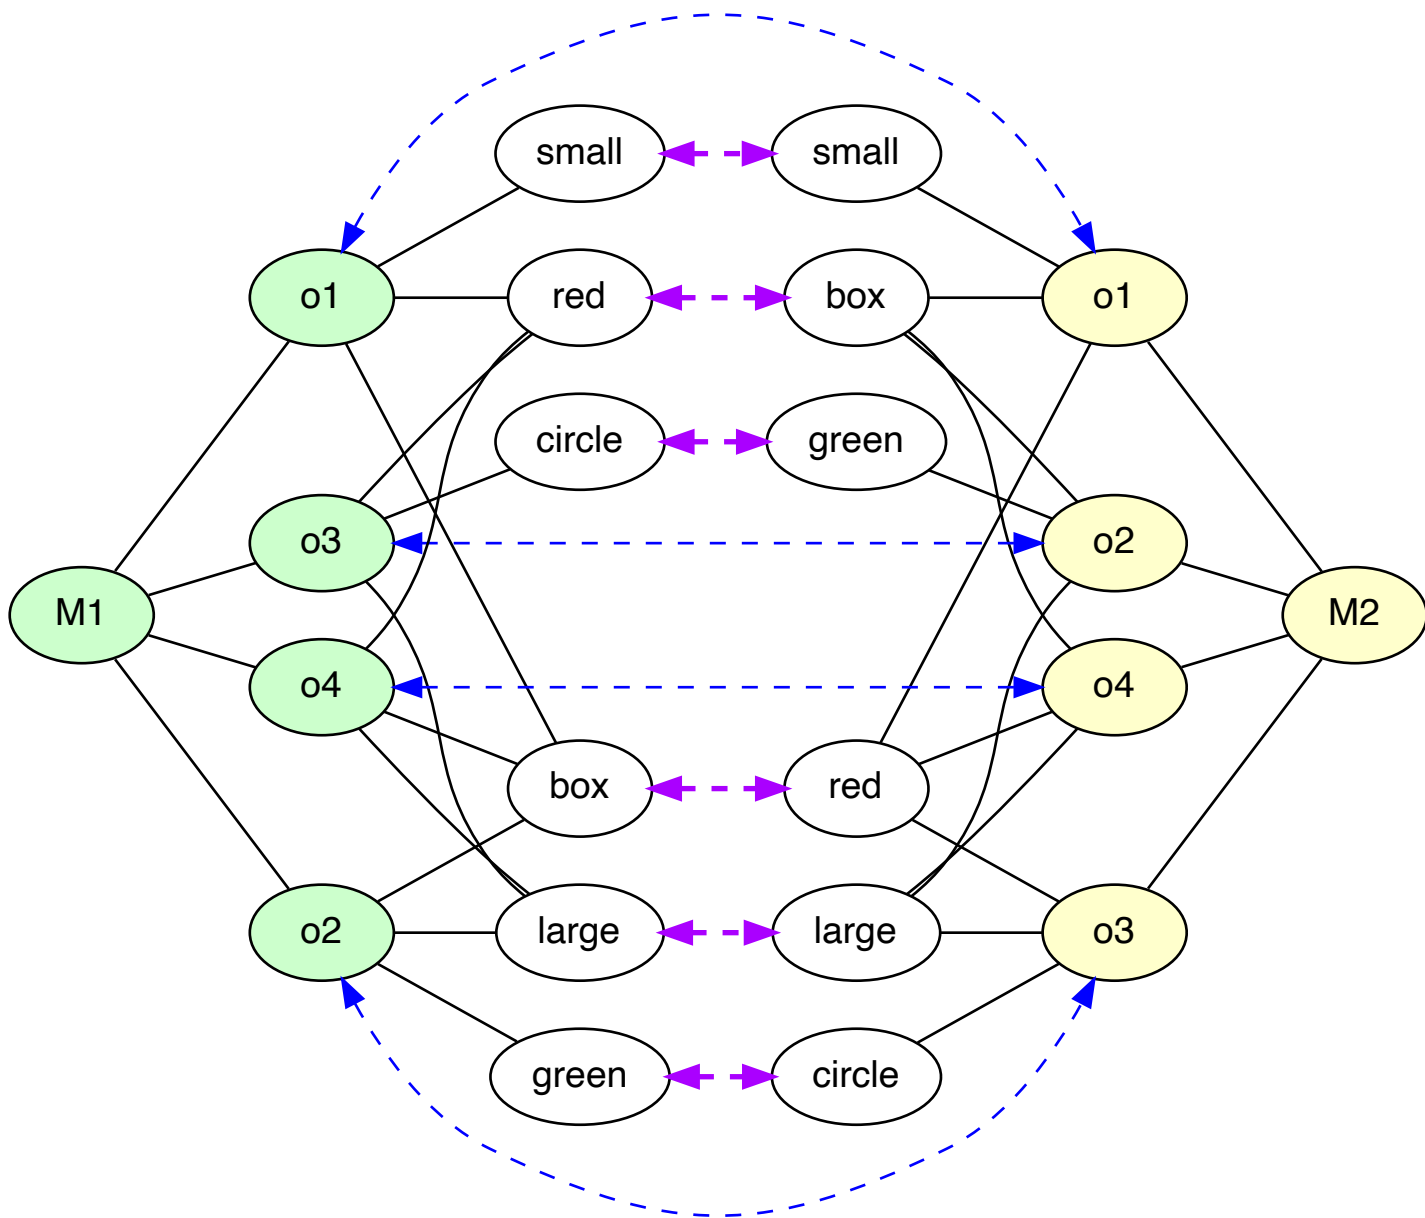 small small
o1 red box o1
circle green
o3 o2
M1 M2
o4 o4
box red
o2 large large o3
green circle